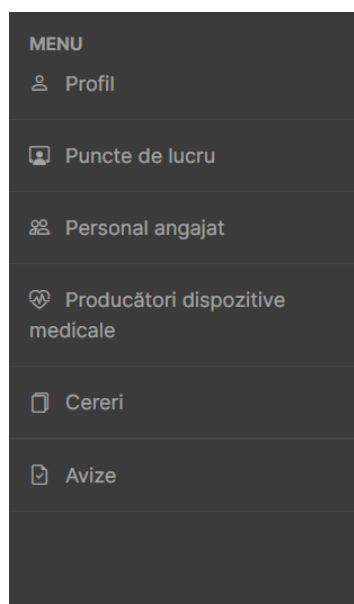 MENU
Profil
Puncte de lucru
Personal angajat
Producători dispozitive
medicale
Cereri
Avize